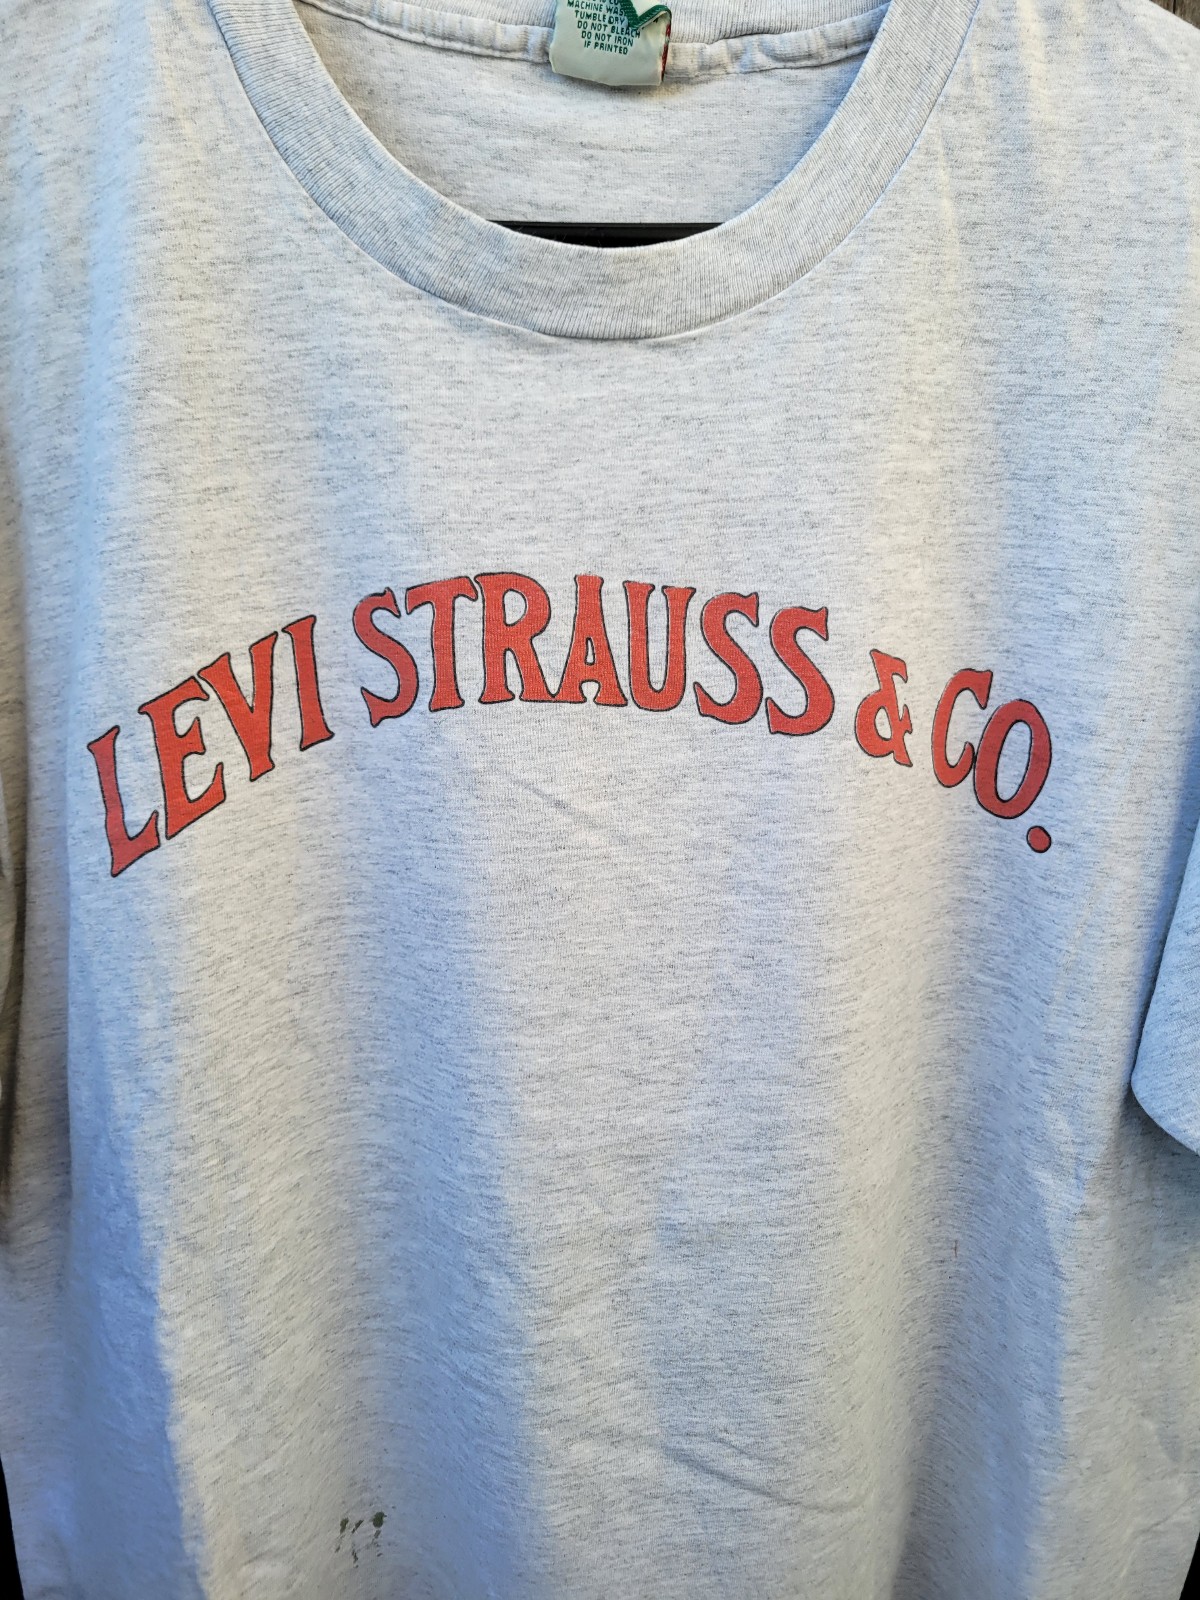 MACHINE WASH
TUMBLE DRY
DO NOT BLEACH
DO NOT IRON
IF PRINTED
LEVI STRAUSS & CO.